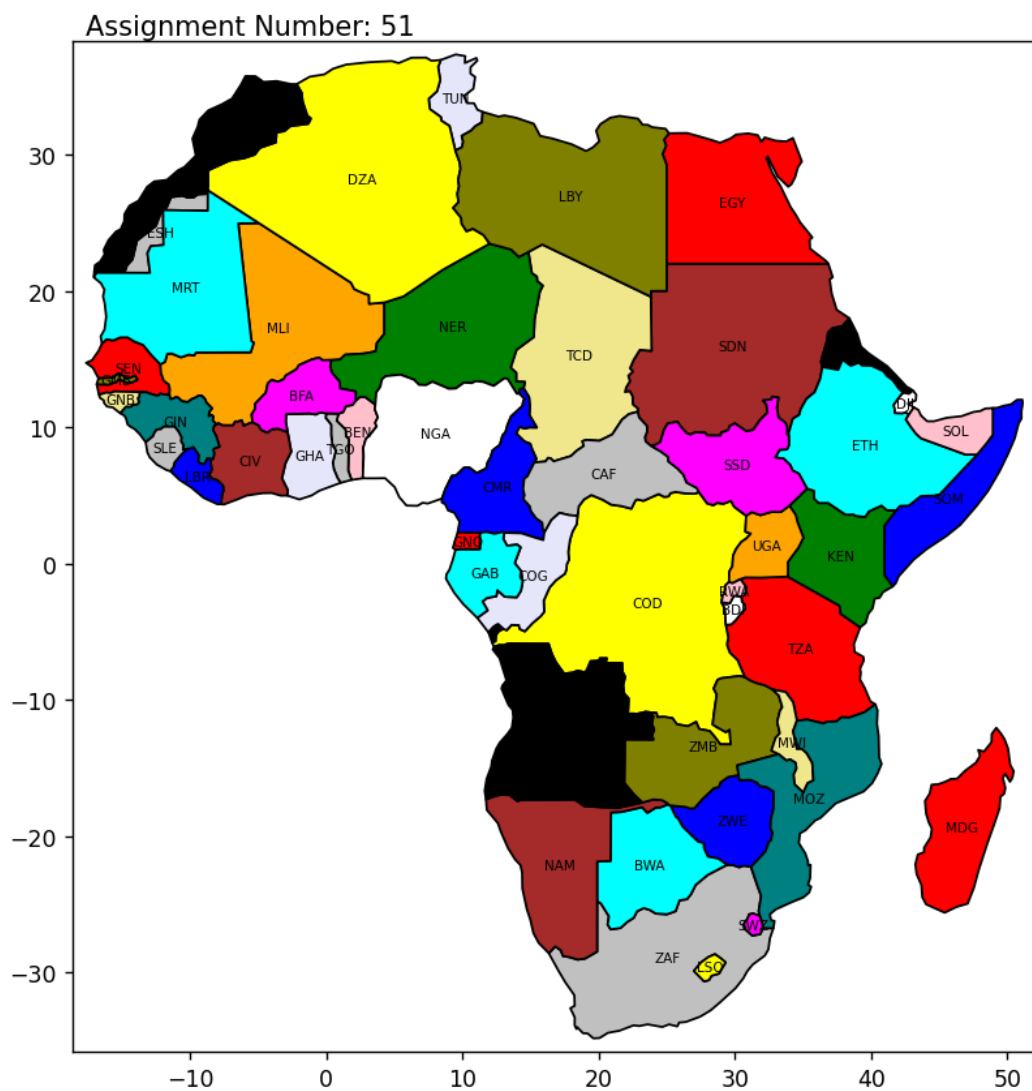 Assignment Number: 51
TUN
DZA
LBY
EGY
ESH
MRT
MLI
NER
TCD
SDN
SEN
GMB
GNB
BFA
GIN
DJI
SLE
CIV
GHA
TGO
BEN
NGA
ETH
SOL
LBR
CMR
CAF
SSD
SOM
GNQ
GAB
COG
UGA
KEN
COD
RWA
BDI
TZA
ZMB
MWI
MOZ
NAM
BWA
ZWE
MDG
SWZ
ZAF
LSO
30
20
10
0
−10
−20
−30
−10
0
10
20
30
40
50